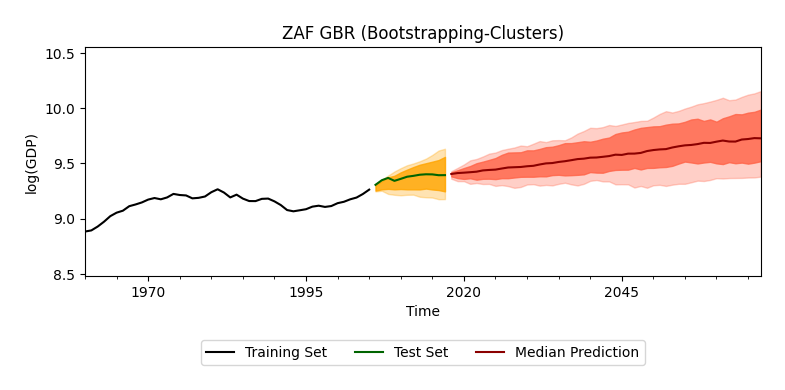 ZAF GBR (Bootstrapping-Clusters)
10.5
10.0
9.5
9.0
8.5
log(GDP)
1970 1995 2020 2045
Time
Training Set Test Set Median Prediction